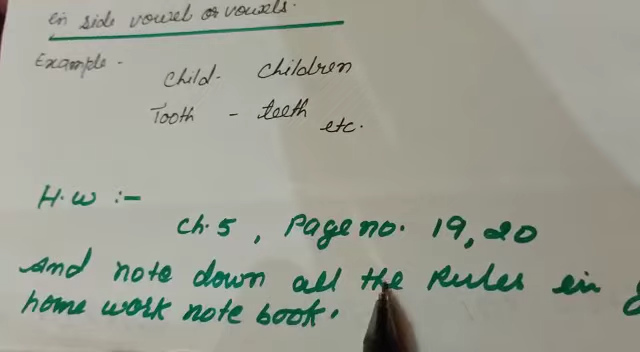 in side vowel or vowels.
Example -
Child - Children
Tooth - teeth
etc.
H.w :-
Ch.5 , Page no. 19, 20
And note down all the Rules in
home work note book.